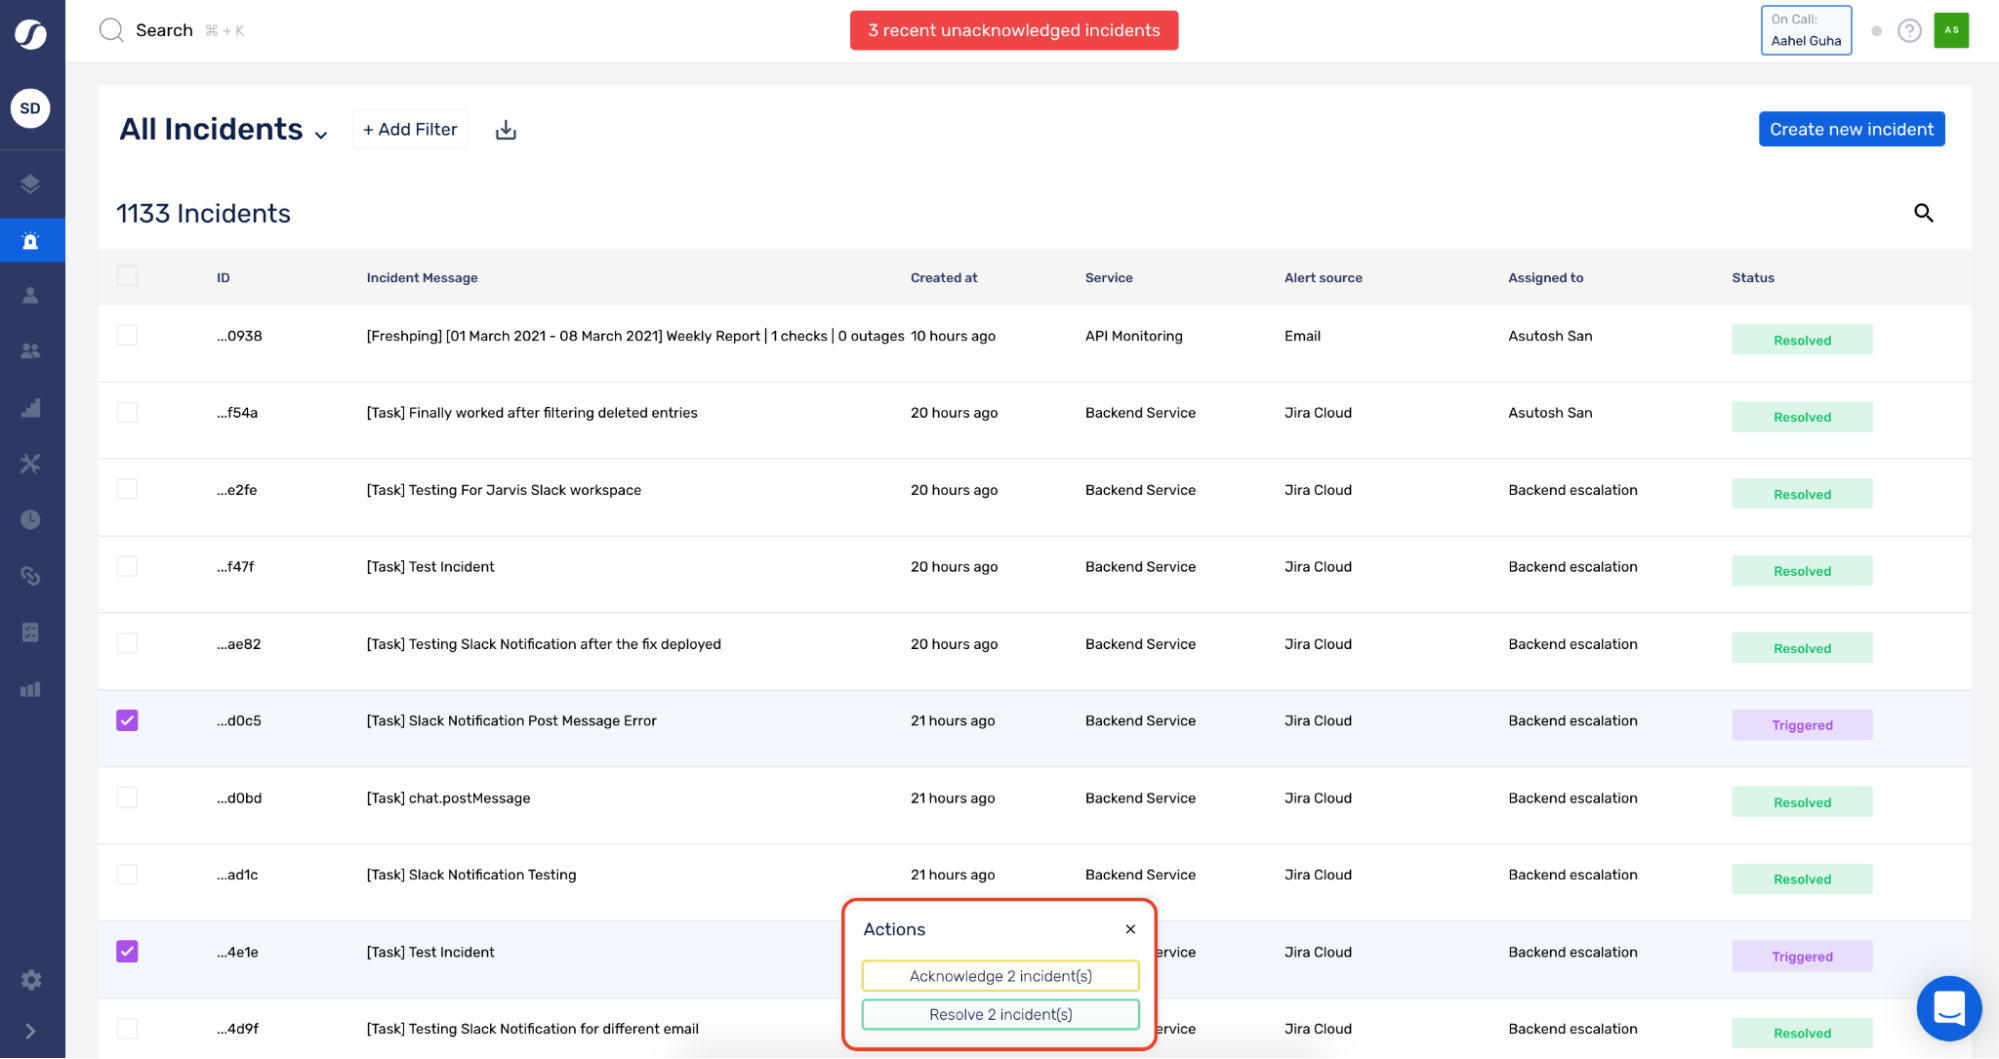 Search ⌘ + K
3 recent unacknowledged incidents
On Call:
Aahel Guha
AS
SD
All Incidents
+ Add Filter
Create new incident
1133 Incidents
ID Incident Message Created at Service Alert source Assigned to Status
...0938 [Freshping] [01 March 2021 - 08 March 2021] Weekly Report | 1 checks | 0 outages 10 hours ago API Monitoring Email Asutosh San Resolved
...f54a [Task] Finally worked after filtering deleted entries 20 hours ago Backend Service Jira Cloud Asutosh San Resolved
...e2fe [Task] Testing For Jarvis Slack workspace 20 hours ago Backend Service Jira Cloud Backend escalation Resolved
...f47f [Task] Test Incident 20 hours ago Backend Service Jira Cloud Backend escalation Resolved
...ae82 [Task] Testing Slack Notification after the fix deployed 20 hours ago Backend Service Jira Cloud Backend escalation Resolved
...d0c5 [Task] Slack Notification Post Message Error 21 hours ago Backend Service Jira Cloud Backend escalation Triggered
...d0bd [Task] chat.postMessage 21 hours ago Backend Service Jira Cloud Backend escalation Resolved
...ad1c [Task] Slack Notification Testing 21 hours ago Backend Service Jira Cloud Backend escalation Resolved
...4e1e [Task] Test Incident ervice Jira Cloud Backend escalation Triggered
...4d9f [Task] Testing Slack Notification for different email ervice Jira Cloud Backend escalation Resolved
Actions ×
Acknowledge 2 incident(s)
Resolve 2 incident(s)